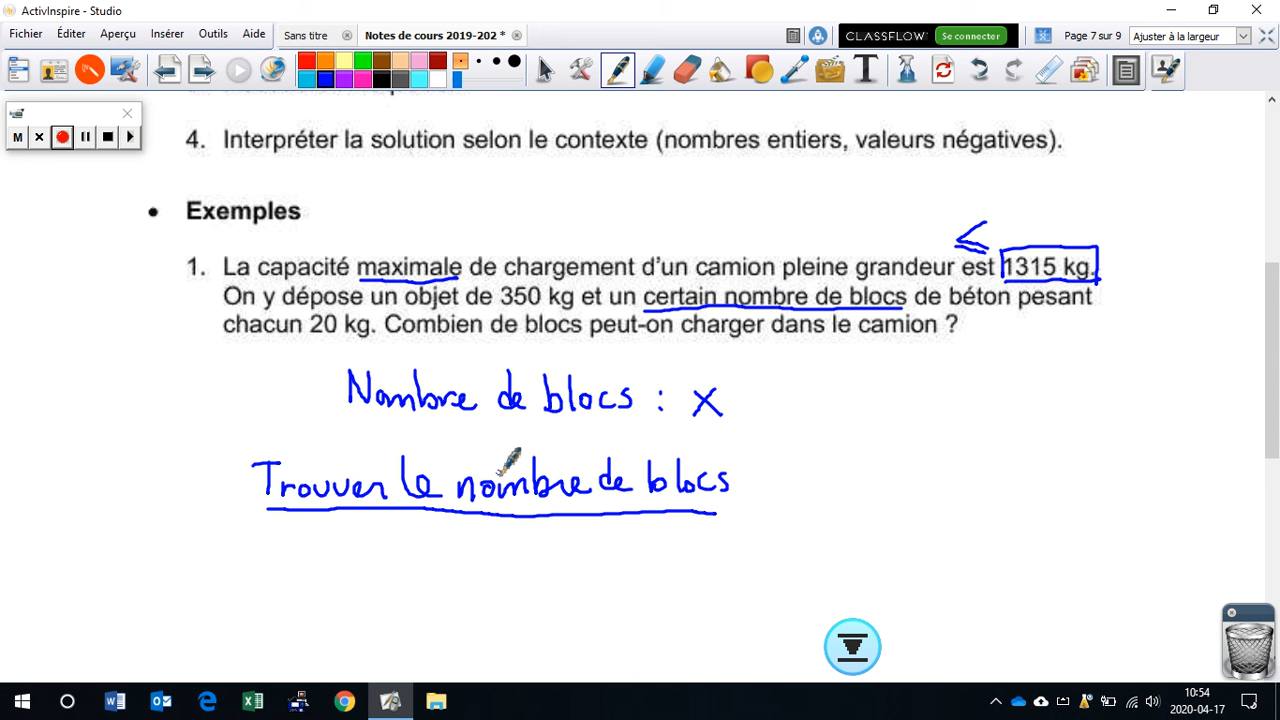 ActivInspire - Studio
Fichier Éditer Aperçu Insérer Outils Aide
Sans titre
Notes de cours 2019-202 *
CLASSFLOW
Se connecter
Page 7 sur 9
Ajuster à la largeur
M
4. Interpréter la solution selon le contexte (nombres entiers, valeurs négatives).
• Exemples
≤
1. La capacité maximale de chargement d'un camion pleine grandeur est 1315 kg.
On y dépose un objet de 350 kg et un certain nombre de blocs de béton pesant
chacun 20 kg. Combien de blocs peut-on charger dans le camion ?
Nombre de blocs : x
Trouver le nombre de blocs
10:54
2020-04-17